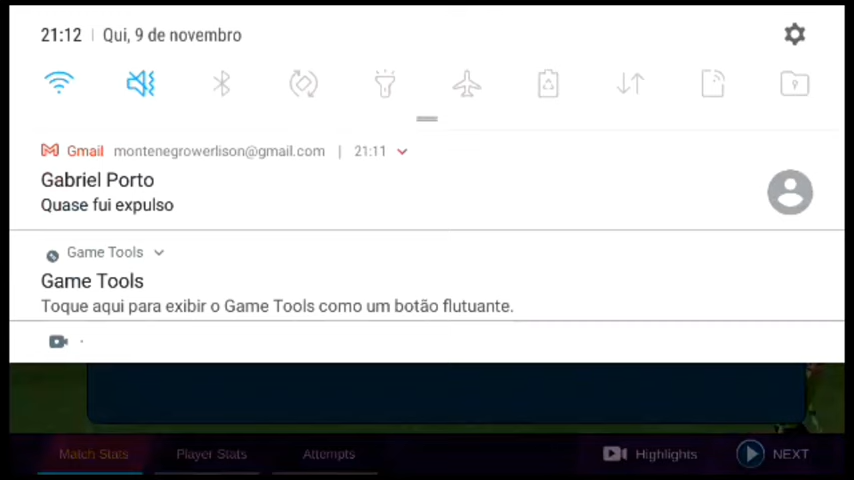 21:12 | Qui, 9 de novembro
Gmail montenegrowerlison@gmail.com | 21:11
Gabriel Porto
Quase fui expulso
Game Tools
Game Tools
Toque aqui para exibir o Game Tools como um botão flutuante.
Match Stats Player Stats Attempts Highlights NEXT